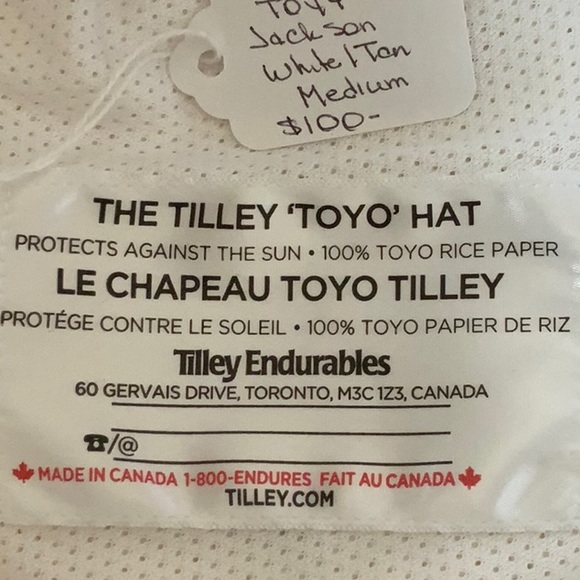 Jackson
White/Tan
Medium
$100-
THE TILLEY ‘TOYO’ HAT
PROTECTS AGAINST THE SUN • 100% TOYO RICE PAPER
LE CHAPEAU TOYO TILLEY
PROTÉGE CONTRE LE SOLEIL • 100% TOYO PAPIER DE RIZ
Tilley Endurables
60 GERVAIS DRIVE, TORONTO, M3C 1Z3, CANADA
☎/@
MADE IN CANADA 1-800-ENDURES FAIT AU CANADA
TILLEY.COM